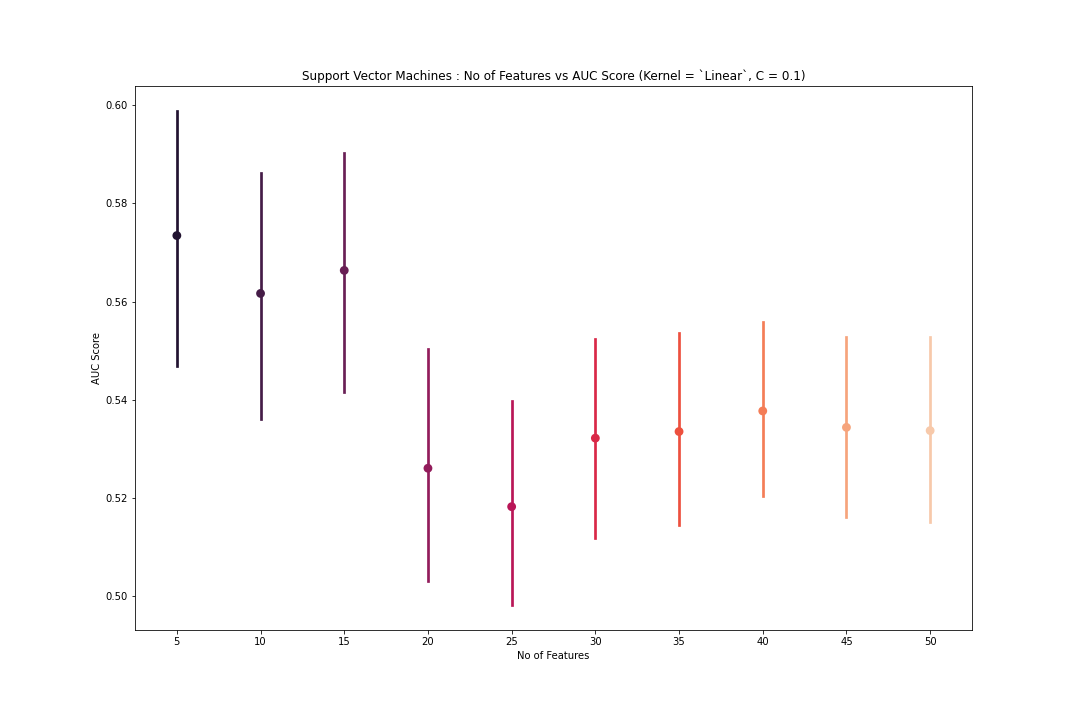 Support Vector Machines : No of Features vs AUC Score (Kernel = `Linear`, C = 0.1)
0.60
0.58
0.56
0.54
0.52
0.50
AUC Score
5 10 15 20 25 30 35 40 45 50
No of Features